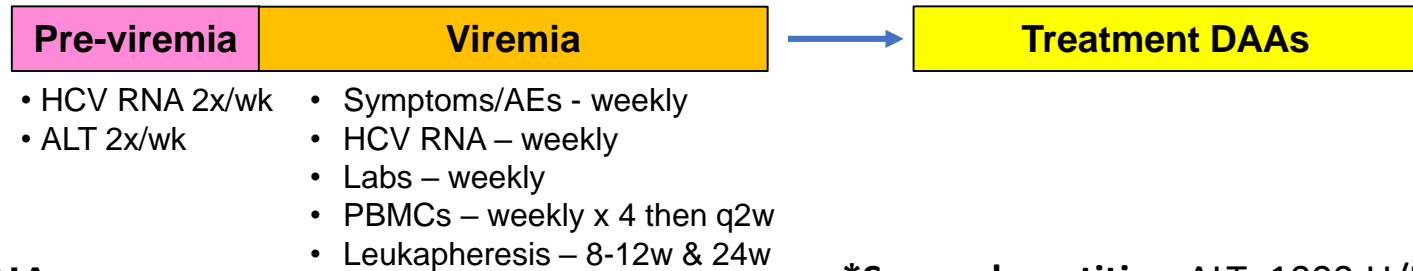 Pre-viremia Viremia Treatment DAAs
• HCV RNA 2x/wk
• ALT 2x/wk
• Symptoms/AEs - weekly
• HCV RNA – weekly
• Labs – weekly
• PBMCs – weekly x 4 then q2w
• Leukapheresis – 8-12w & 24w